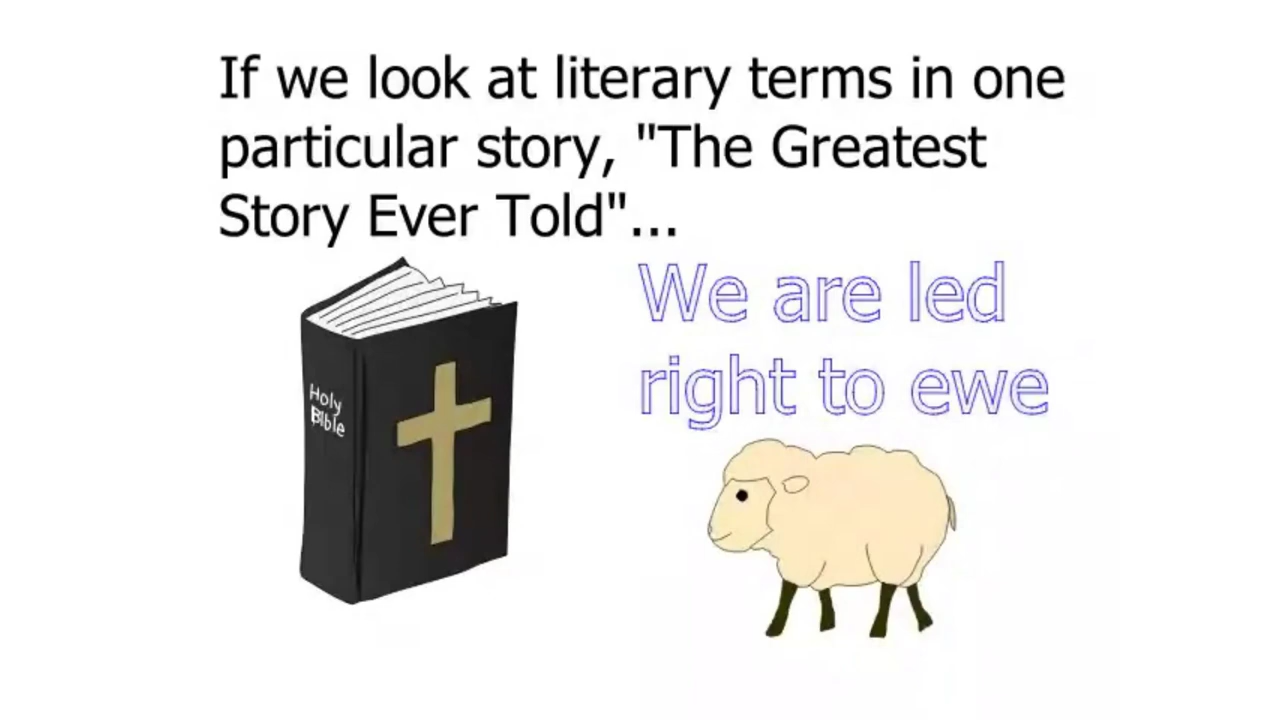 If we look at literary terms in one
particular story, "The Greatest
Story Ever Told"...
We are led
right to ewe
Holy
Bible